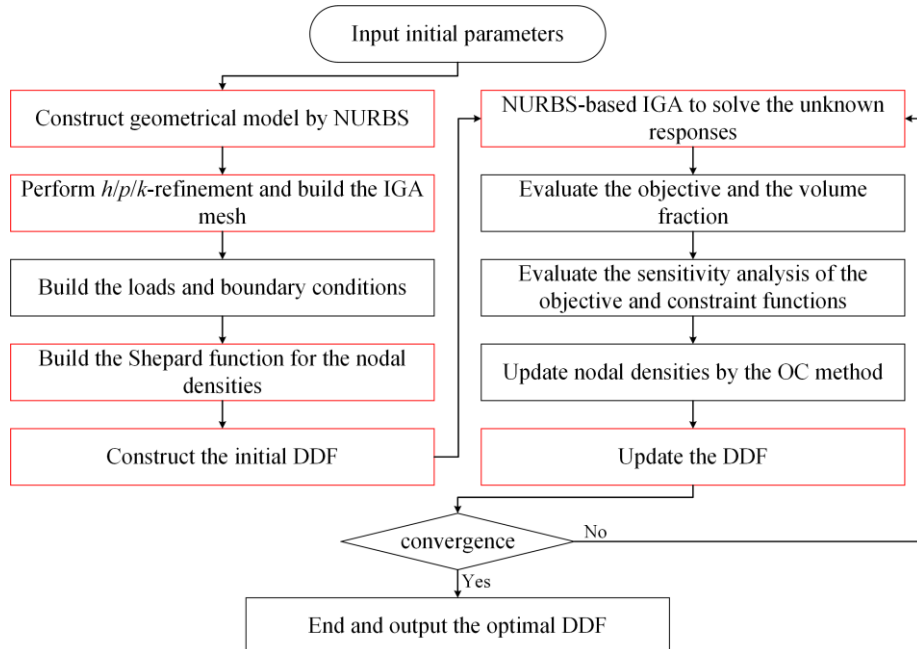 Input initial parameters
Construct geometrical model by NURBS
Perform h/p/k-refinement and build the IGA
mesh
Build the loads and boundary conditions
Build the Shepard function for the nodal
densities
Construct the initial DDF
NURBS-based IGA to solve the unknown
responses
Evaluate the objective and the volume
fraction
Evaluate the sensitivity analysis of the
objective and constraint functions
Update nodal densities by the OC method
Update the DDF
convergence
No
Yes
End and output the optimal DDF